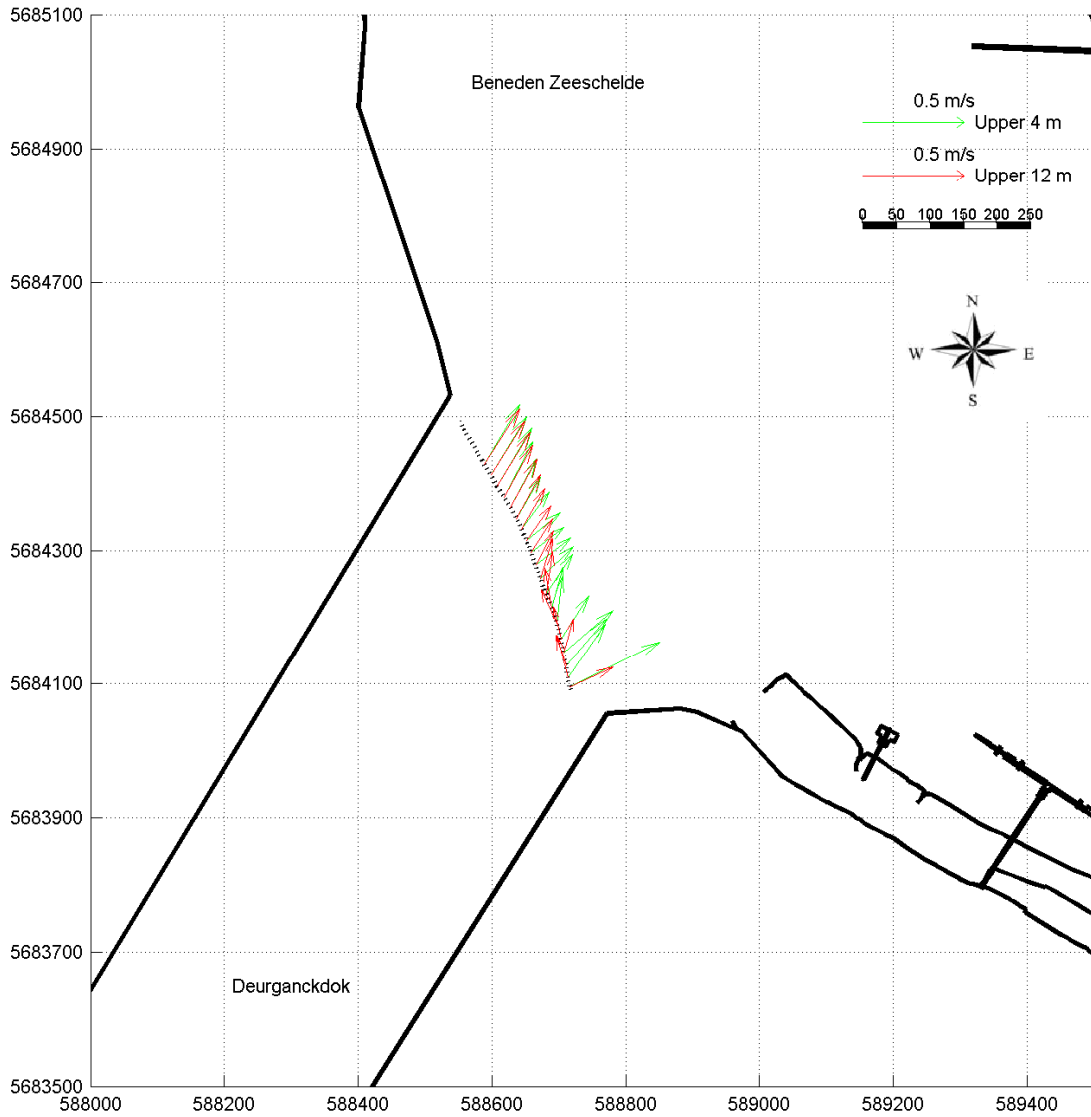 5685100
5684900
5684700
5684500
5684300
5684100
5683900
5683700
5683500
588000 588200 588400 588600 588800 589000 589200 589400
Beneden Zeeschelde
0.5 m/s
Upper 4 m
0.5 m/s
Upper 12 m
0 50 100 150 200 250
N
W E
S
Deurganckdok